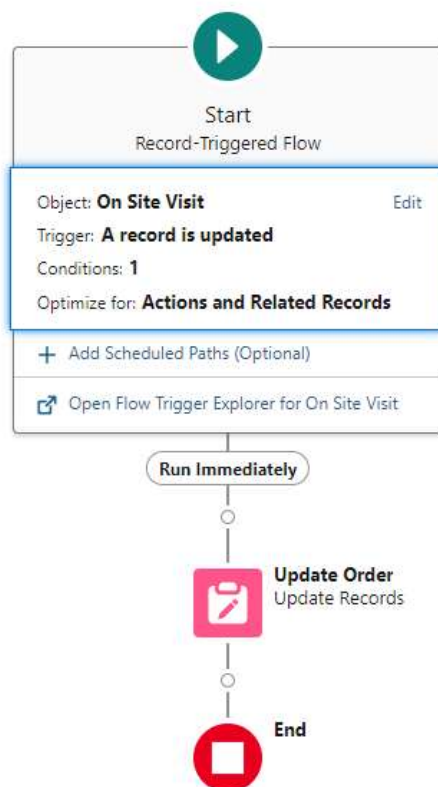 Start
Record-Triggered Flow
Object: On Site Visit Edit
Trigger: A record is updated
Conditions: 1
Optimize for: Actions and Related Records
+ Add Scheduled Paths (Optional)
Open Flow Trigger Explorer for On Site Visit
Run Immediately
Update Order
Update Records
End